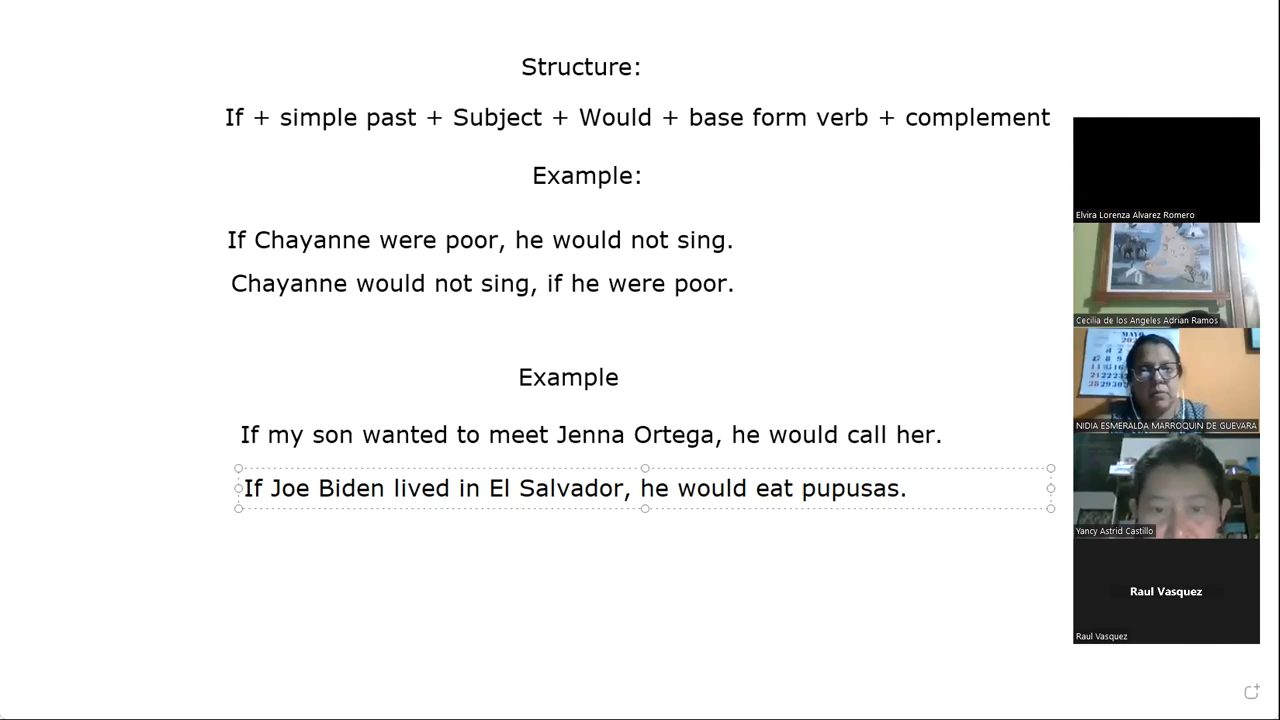 Structure:
If + simple past + Subject + Would + base form verb + complement
Example:
If Chayanne were poor, he would not sing.
Chayanne would not sing, if he were poor.
Example
If my son wanted to meet Jenna Ortega, he would call her.
If Joe Biden lived in El Salvador, he would eat pupusas.
Elvira Lorenza Alvarez Romero
Cecilia de los Angeles Adrian Ramos
NIDIA ESMERALDA MARROQUIN DE GUEVARA
Yancy Astrid Castillo
Raul Vasquez
Raul Vasquez